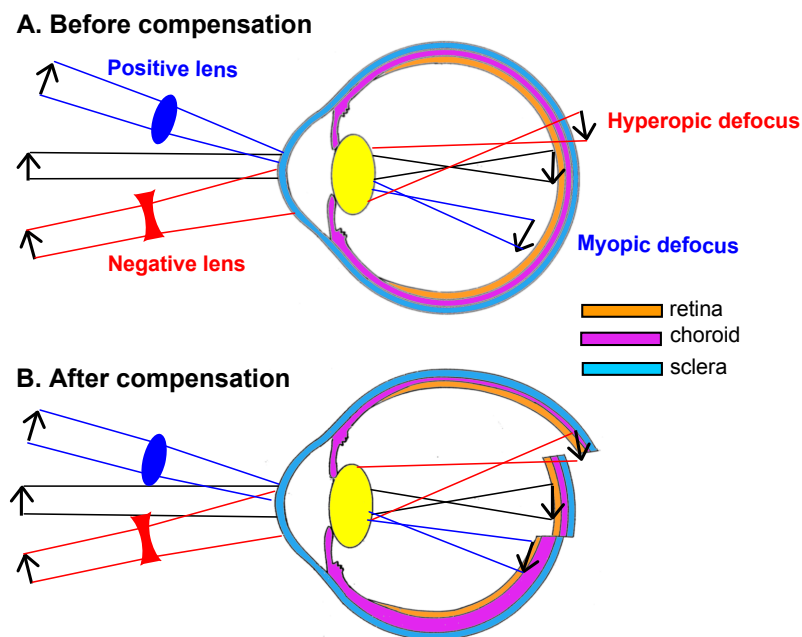 A. Before compensation
Positive lens
Hyperopic defocus
Negative lens
Myopic defocus
retina
choroid
sclera
B. After compensation